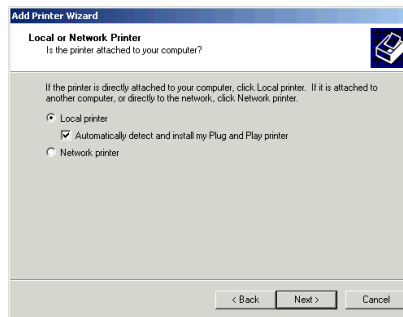 Add Printer Wizard
Local or Network Printer
Is the printer attached to your computer?
If the printer is directly attached to your computer, click Local printer. If it is attached to
another computer, or directly to the network, click Network printer.
Local printer
Automatically detect and install my Plug and Play printer
Network printer
< Back
Next >
Cancel